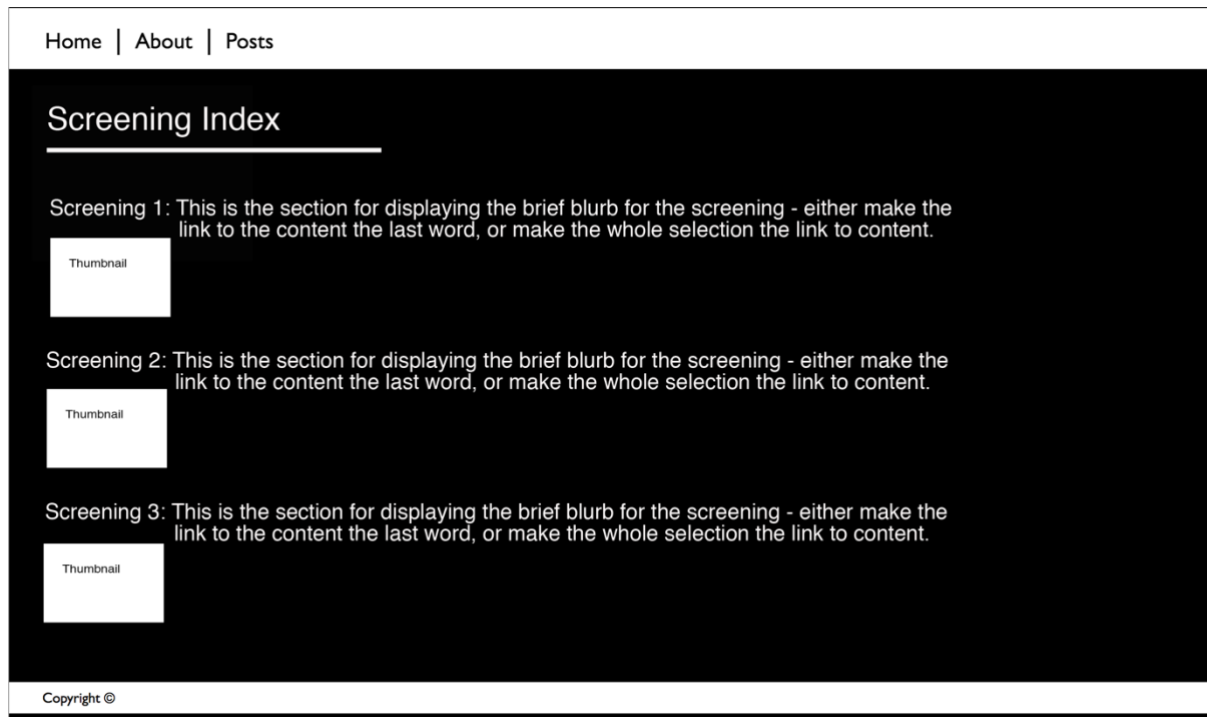 Home | About | Posts
Screening Index
Screening 1: This is the section for displaying the brief blurb for the screening - either make the
link to the content the last word, or make the whole selection the link to content.
Thumbnail
Screening 2: This is the section for displaying the brief blurb for the screening - either make the
link to the content the last word, or make the whole selection the link to content.
Thumbnail
Screening 3: This is the section for displaying the brief blurb for the screening - either make the
link to the content the last word, or make the whole selection the link to content.
Thumbnail
Copyright ©